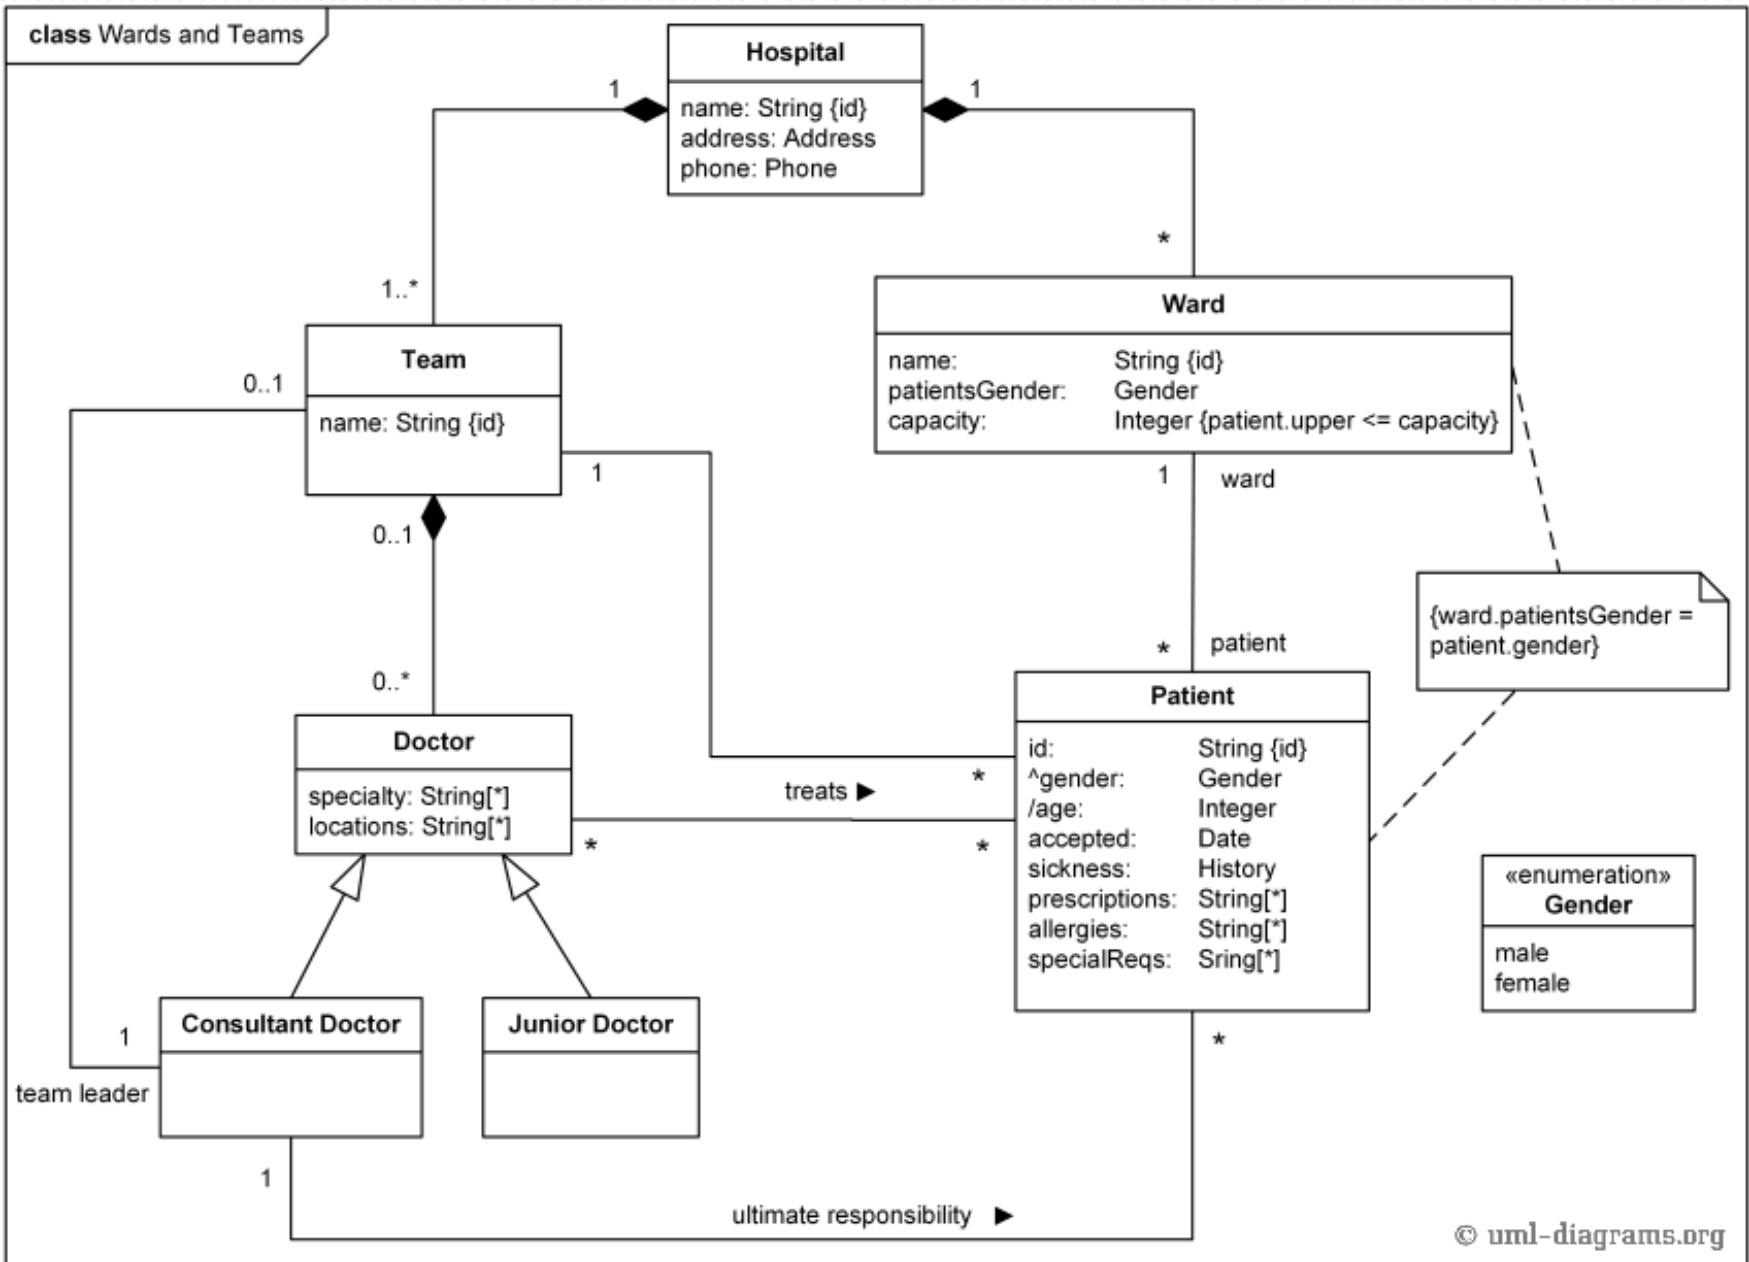 class Wards and Teams
Hospital
name: String {id}
address: Address
phone: Phone
1
1
1..*
*
Team
name: String {id}
0..1
1
0..1
0..*
Ward
name: String {id}
patientsGender: Gender
capacity: Integer {patient.upper <= capacity}
1
ward
*
patient
{ward.patientsGender =
patient.gender}
Doctor
specialty: String[*]
locations: String[*]
treats ►
*
*
*
Patient
id: String {id}
^gender: Gender
/age: Integer
accepted: Date
sickness: History
prescriptions: String[*]
allergies: String[*]
specialReqs: Sring[*]
«enumeration»
Gender
male
female
Consultant Doctor
Junior Doctor
1
team leader
1
*
ultimate responsibility ►
© uml-diagrams.org